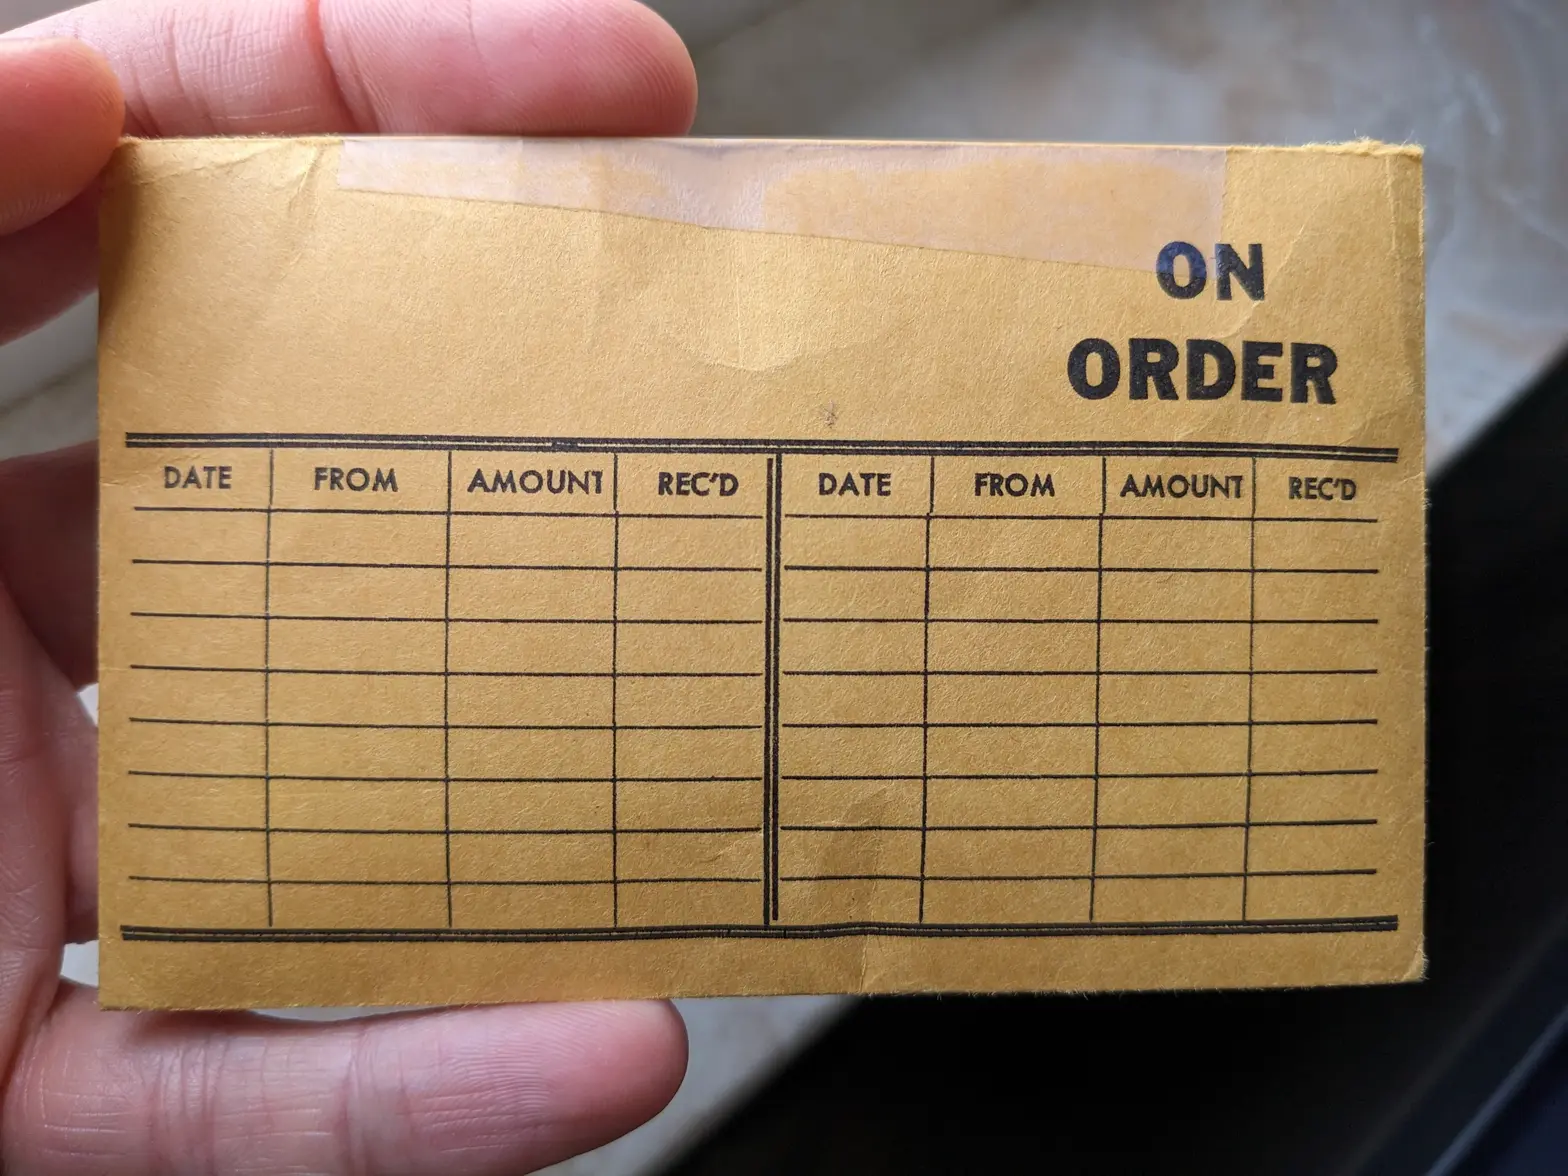 ON
ORDER
DATE FROM AMOUNT REC'D DATE FROM AMOUNT REC'D